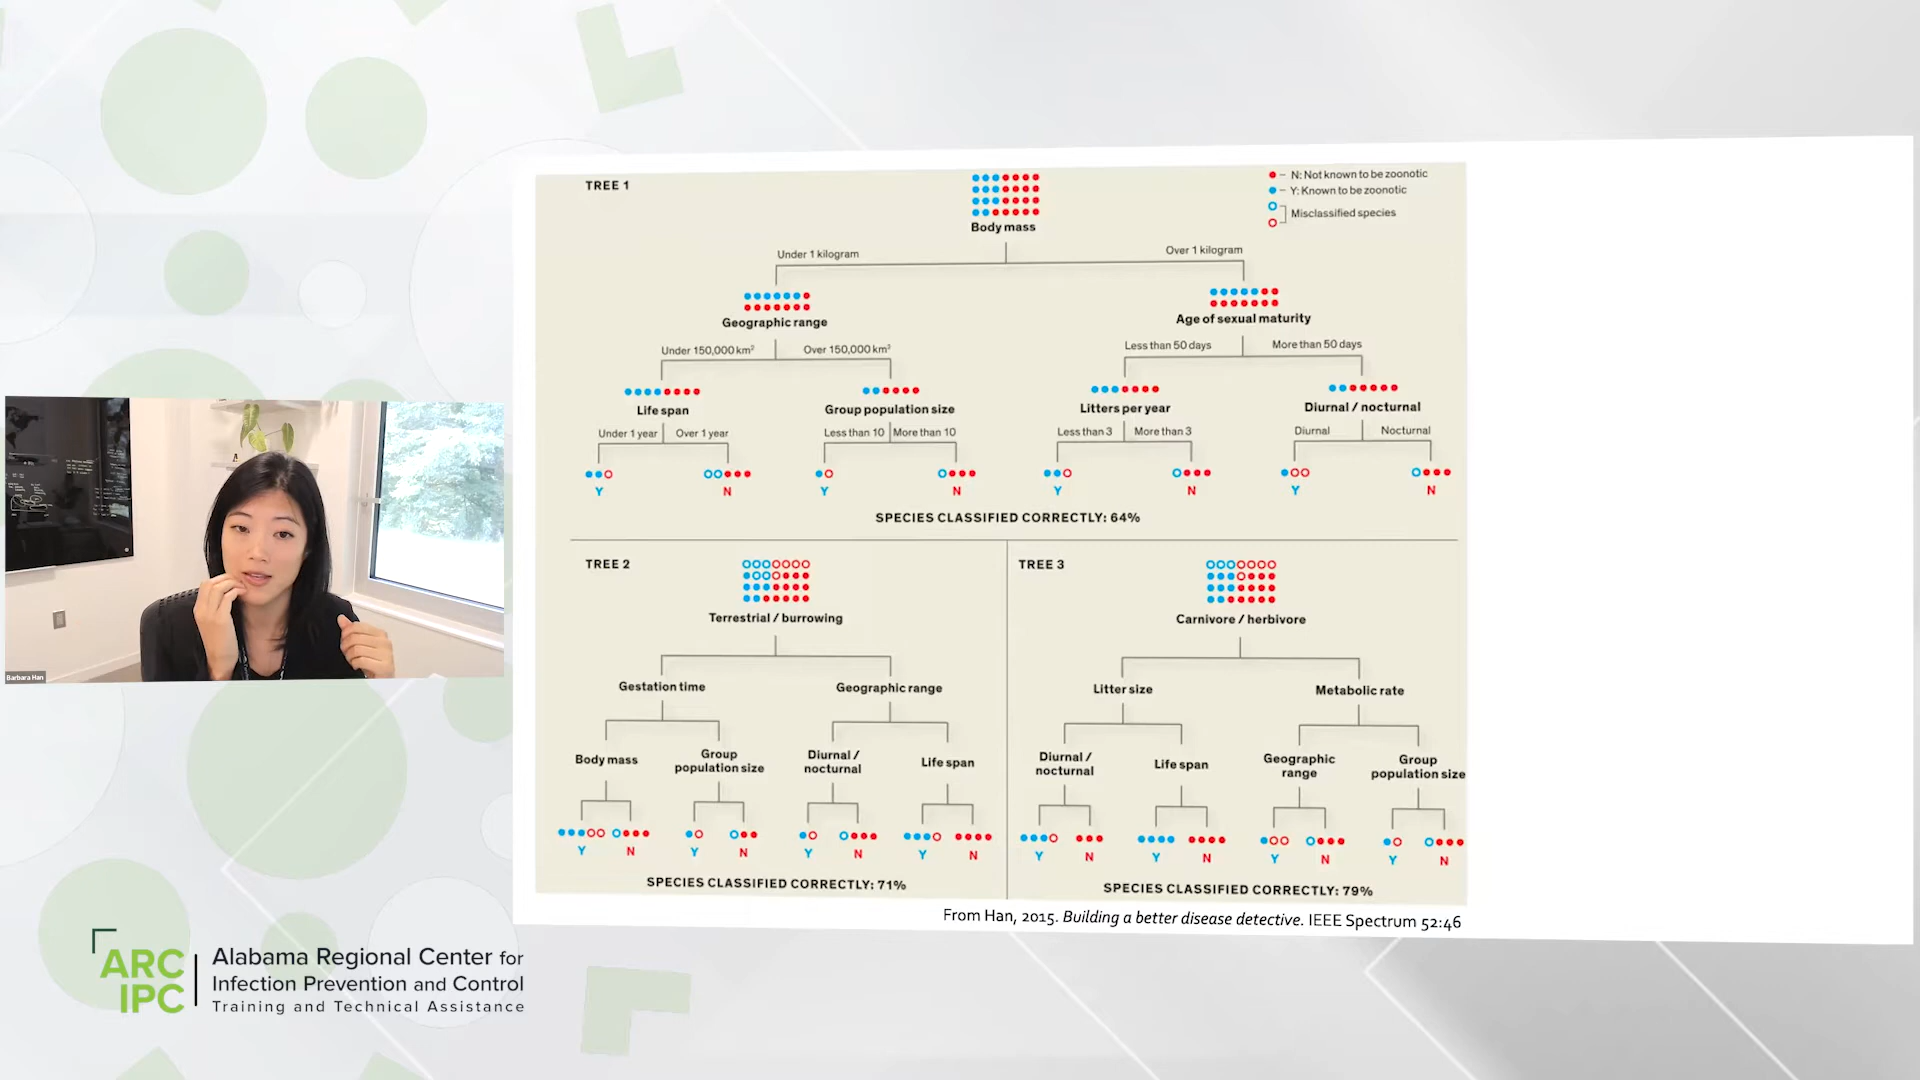 TREE 1
N: Not known to be zoonotic
Y: Known to be zoonotic
Misclassified species
Body mass
Under 1 kilogram
Over 1 kilogram
Geographic range
Age of sexual maturity
Under 150,000 km²
Over 150,000 km²
Less than 50 days
More than 50 days
Life span
Group population size
Litters per year
Diurnal / nocturnal
Under 1 year
Over 1 year
Less than 10
More than 10
Less than 3
More than 3
Diurnal
Nocturnal
Y
N
Y
N
Y
N
Y
N
SPECIES CLASSIFIED CORRECTLY: 64%
TREE 2
Terrestrial / burrowing
Gestation time
Geographic range
Body mass
Group
population size
Diurnal /
nocturnal
Life span
Y
N
Y
N
Y
N
Y
N
SPECIES CLASSIFIED CORRECTLY: 71%
TREE 3
Carnivore / herbivore
Litter size
Metabolic rate
Diurnal /
nocturnal
Life span
Geographic
range
Group
population size
Y
N
Y
N
Y
N
Y
N
SPECIES CLASSIFIED CORRECTLY: 79%
From Han, 2015. Building a better disease detective. IEEE Spectrum 52:46
Barbara Han
ARC
IPC
Alabama Regional Center for
Infection Prevention and Control
Training and Technical Assistance